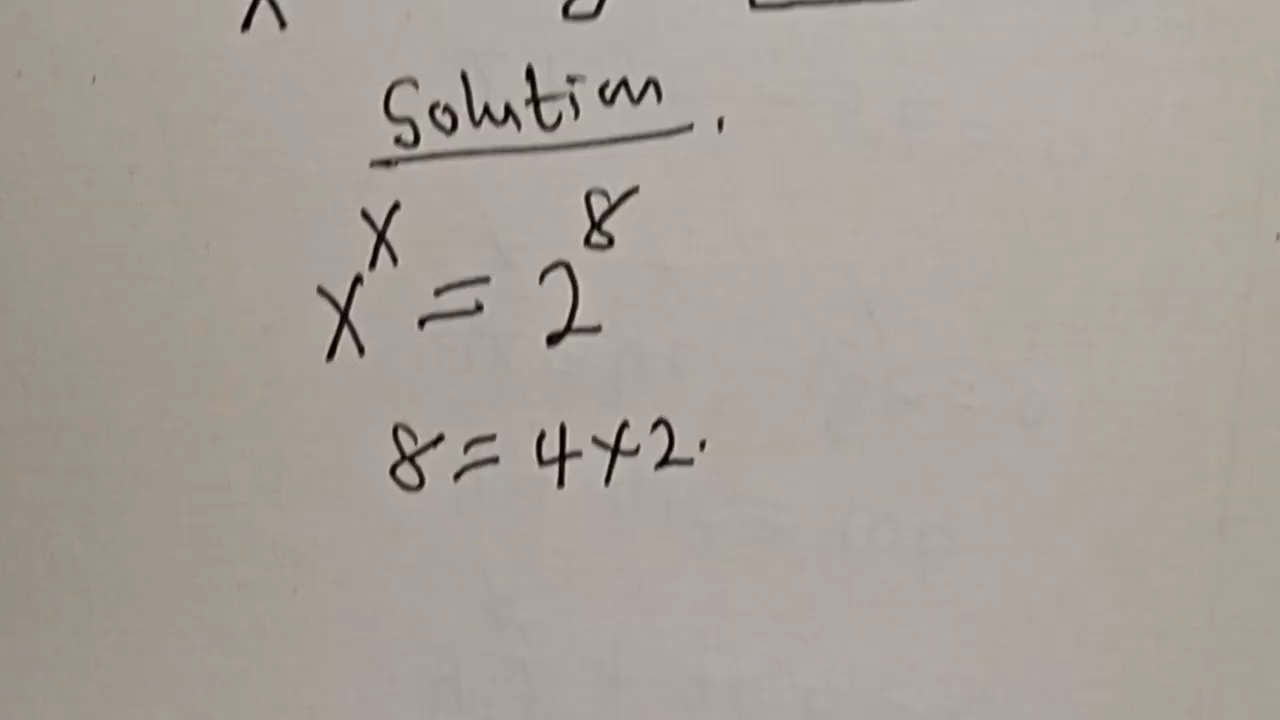 Solution.
x^x = 2^8
8 = 4 x 2.